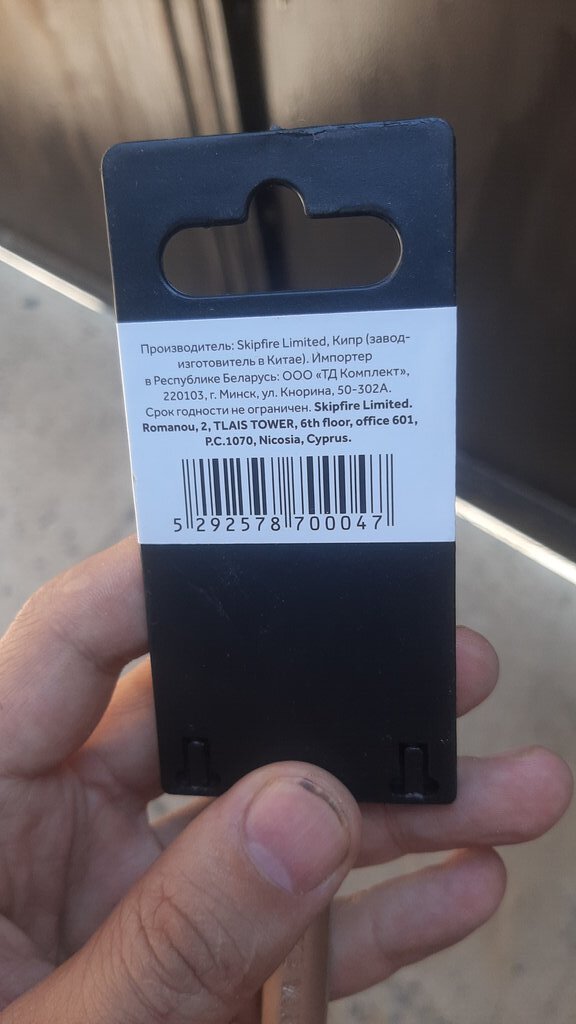 Производитель: Skipfire Limited, Кипр (завод-
изготовитель в Китае). Импортер
в Республике Беларусь: ООО «ТД Комплект»,
220103, г. Минск, ул. Кнорина, 50-302А.
Срок годности не ограничен. Skipfire Limited.
Romanou, 2, TLAIS TOWER, 6th floor, office 601,
P.C.1070, Nicosia, Cyprus.
5 292578 700047